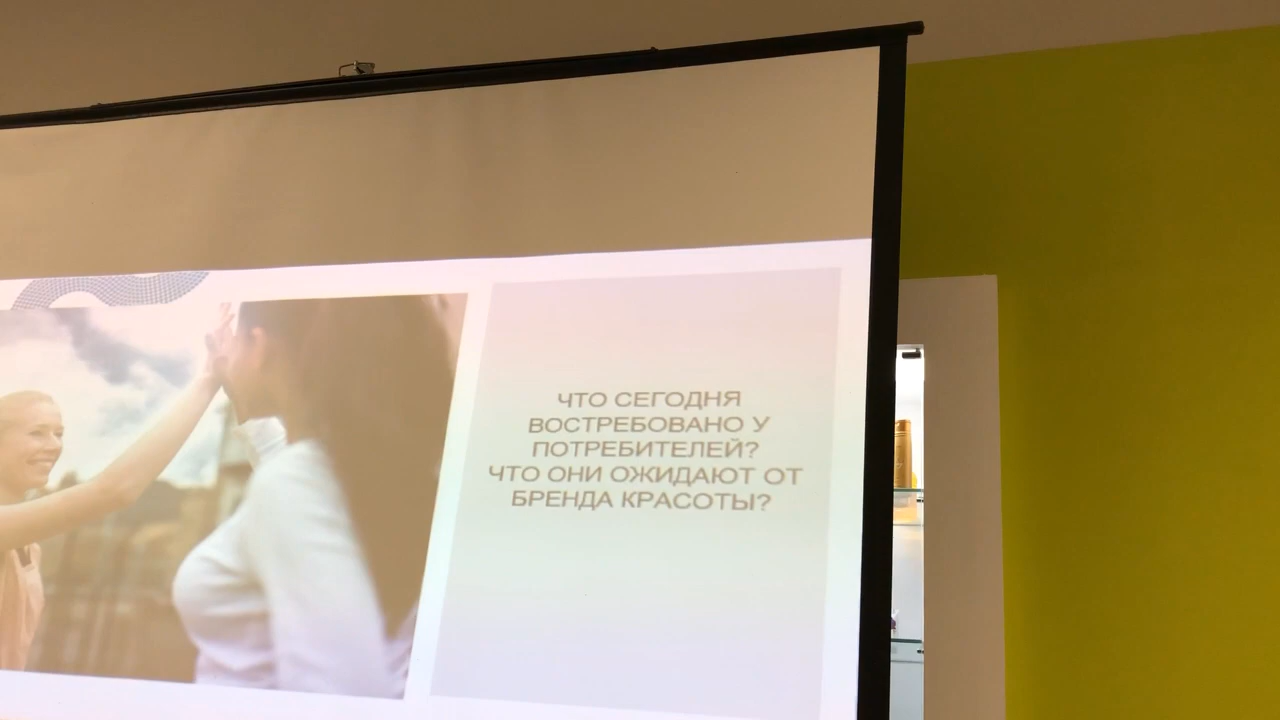 ЧТО СЕГОДНЯ
ВОСТРЕБОВАНО У
ПОТРЕБИТЕЛЕЙ?
ЧТО ОНИ ОЖИДАЮТ ОТ
БРЕНДА КРАСОТЫ?